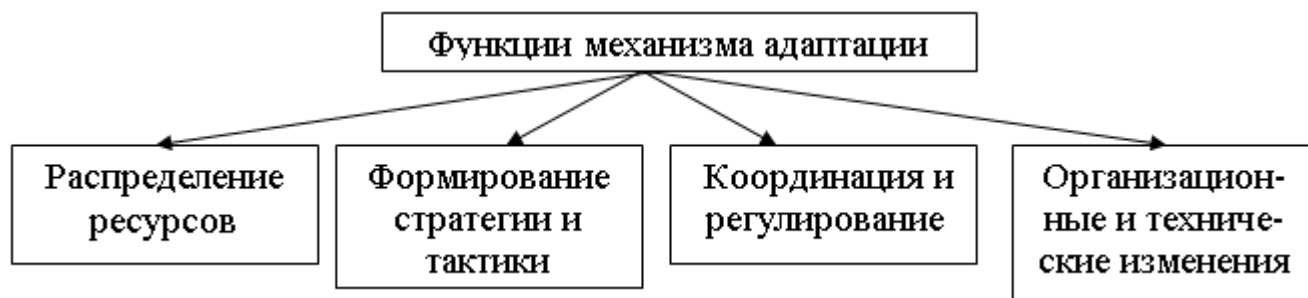 Функции механизма адаптации
Распределение
ресурсов
Формирование
стратегии и
тактики
Координация и
регулирование
Организацион-
ные и техниче-
ские изменения